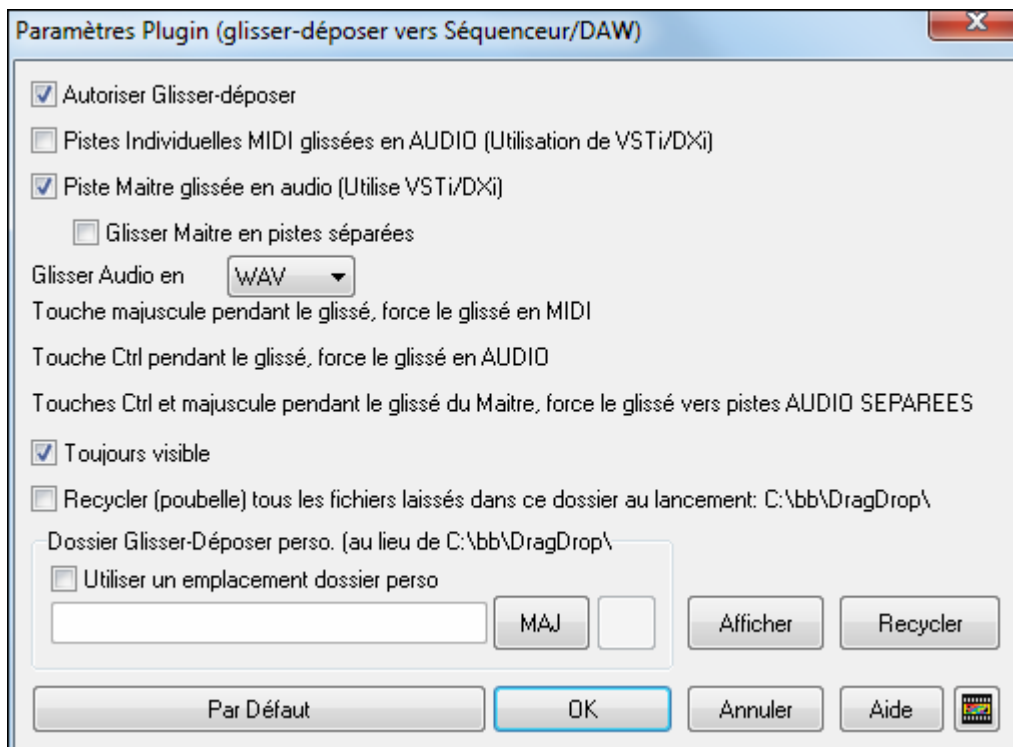 Paramètres Plugin (glisser-déposer vers Séquenceur/DAW)
Autoriser Glisser-déposer
Pistes Individuelles MIDI glissées en AUDIO (Utilisation de VSTi/DXi)
Piste Maitre glissée en audio (Utilise VSTi/DXi)
Glisser Maitre en pistes séparées
Glisser Audio en WAV
Touche majuscule pendant le glissé, force le glissé en MIDI
Touche Ctrl pendant le glissé, force le glissé en AUDIO
Touches Ctrl et majuscule pendant le glissé du Maitre, force le glissé vers pistes AUDIO SEPAREES
Toujours visible
Recycler (poubelle) tous les fichiers laissés dans ce dossier au lancement: C:\bb\DragDrop\
Dossier Glisser-Déposer perso. (au lieu de C:\bb\DragDrop\
Utiliser un emplacement dossier perso
MAJ Afficher Recycler
Par Défaut OK Annuler Aide